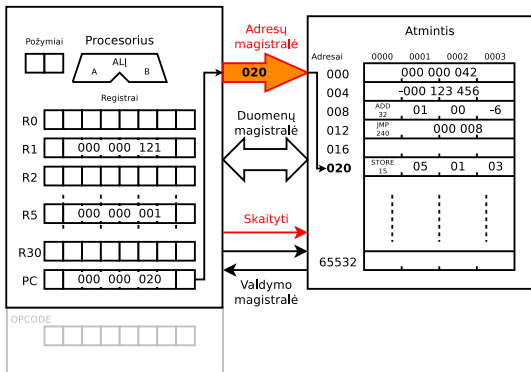 Požymiai
Procesorius
ALĮ
A B
Registrai
R0
R1 000 000 121
R2
R5 000 000 001
R30
PC 000 000 020
OPCODE
Adresų
magistralė
020
Duomenų
magistralė
Skaityti
Valdymo
magistralė
Atmintis
Adresai 0000 0001 0002 0003
000 000 000 042
004 -000 123 456
008 ADD 32 01 00 -6
012 JMP 240 000 008
016
020 STORE 15 05 01 03
65532